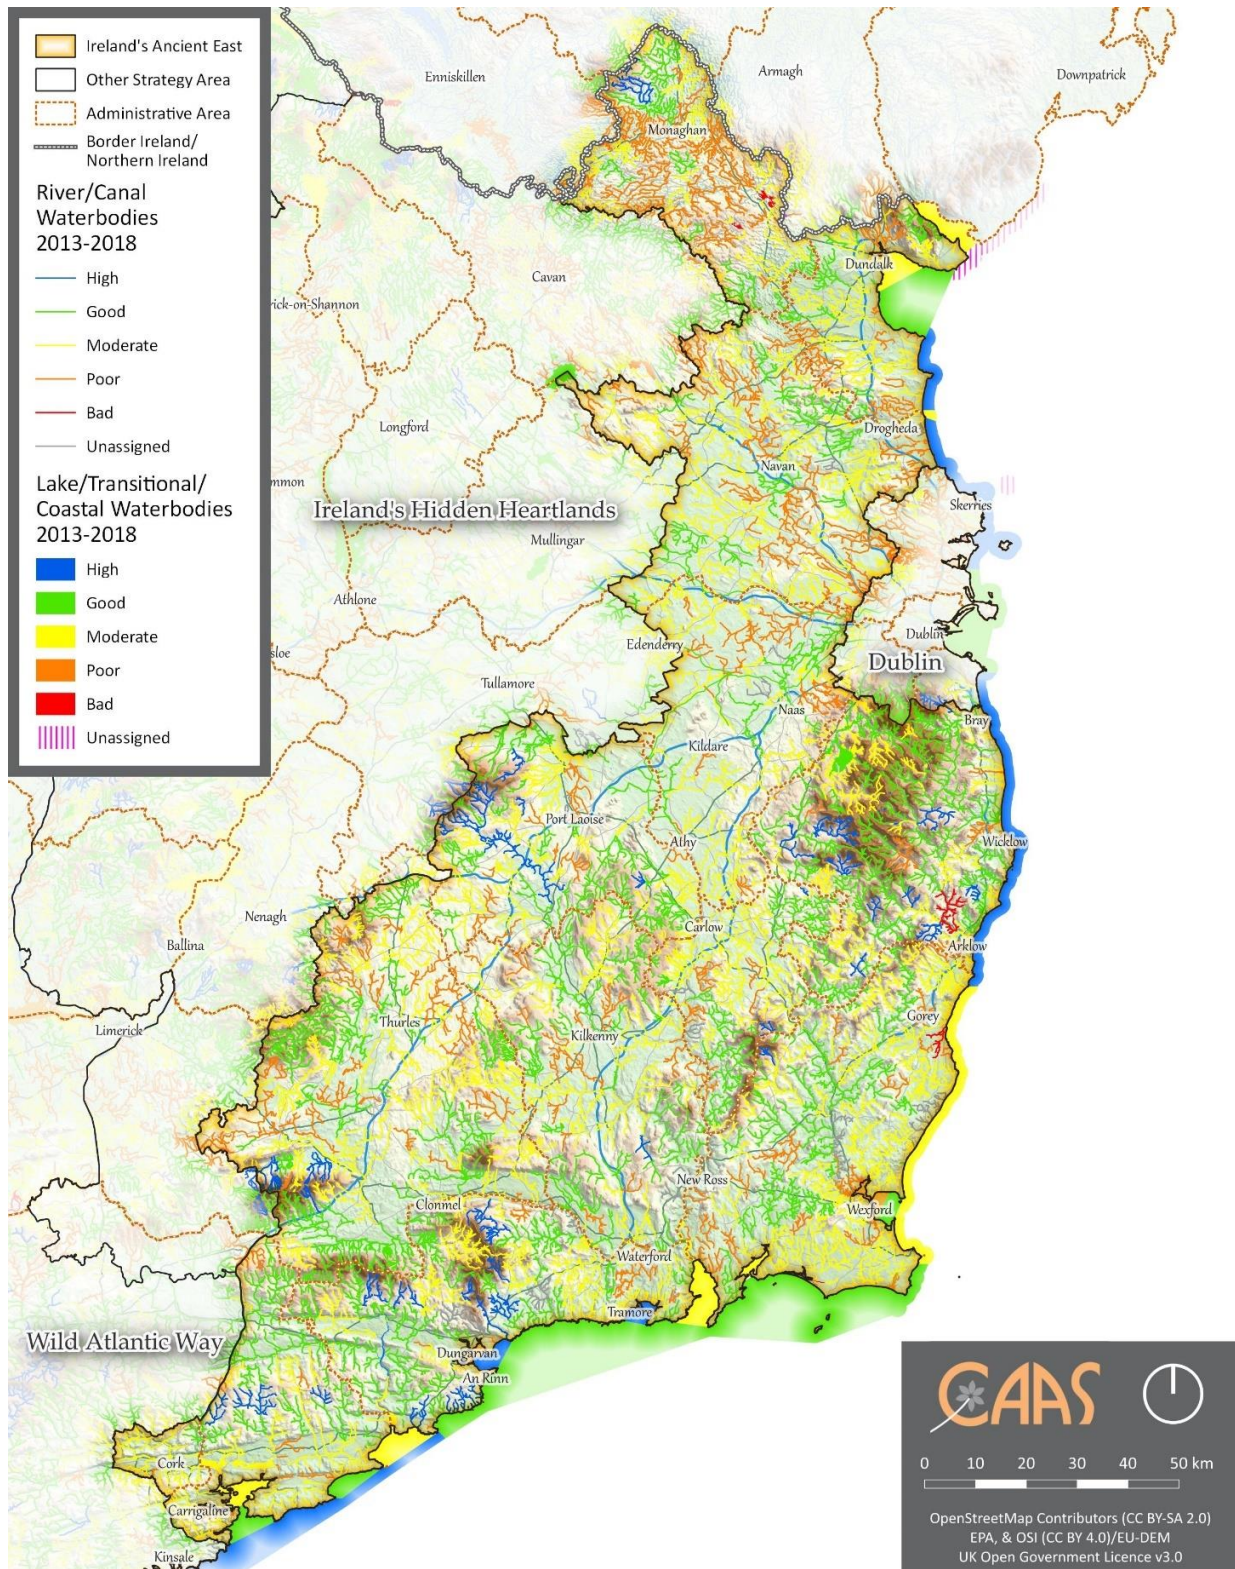 Ireland's Ancient East
Other Strategy Area
Administrative Area
Border Ireland/
Northern Ireland
River/Canal
Waterbodies
2013-2018
High
Good
Moderate
Poor
Bad
Unassigned
Lake/Transitional/
Coastal Waterbodies
2013-2018
High
Good
Moderate
Poor
Bad
Unassigned
Enniskillen
Armagh
Downpatrick
Monaghan
Dundalk
Cavan
rick-on-Shannon
Longford
Drogheda
Navan
mmon
Ireland's Hidden Heartlands
Skerries
Mullingar
Athlone
Dublin
Edenderry
sloe
Dublin
Tullamore
Naas
Bray
Kildare
Port Laoise
Athy
Wicklow
Nenagh
Carlow
Ballina
Arklow
Limerick
Thurles
Gorey
Kilkenny
New Ross
Clonmel
Wexford
Waterford
Tramore
Wild Atlantic Way
Dungarvan
An Rinn
Cork
Carrigaline
Kinsale
CAAS
0 10 20 30 40 50 km
OpenStreetMap Contributors (CC BY-SA 2.0)
EPA, & OSI (CC BY 4.0)/EU-DEM
UK Open Government Licence v3.0